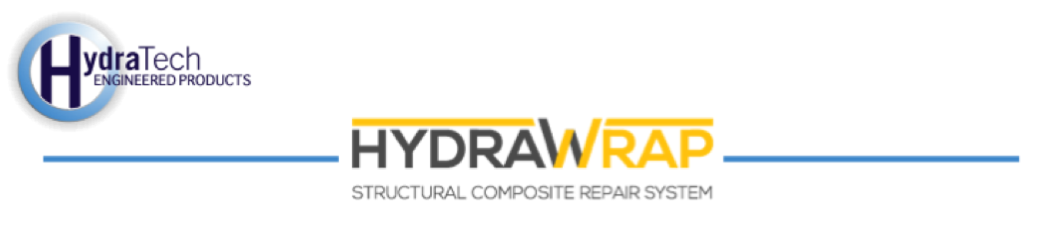 HydraTech
ENGINEERED PRODUCTS
HYDRAWRAP
STRUCTURAL COMPOSITE REPAIR SYSTEM